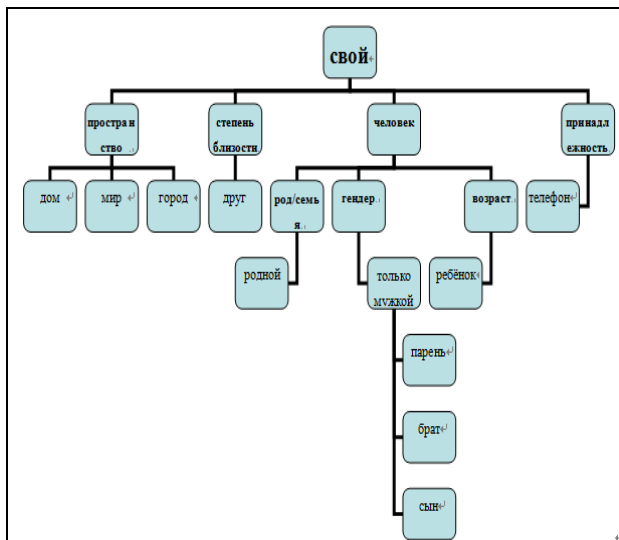 свой
простран
ство
степень
близости
человек
принадл
ежность
дом
мир
город
друг
род/семь
я
гендер
возраст
телефон
родной
только
мужкой
ребёнок
парень
брат
сын